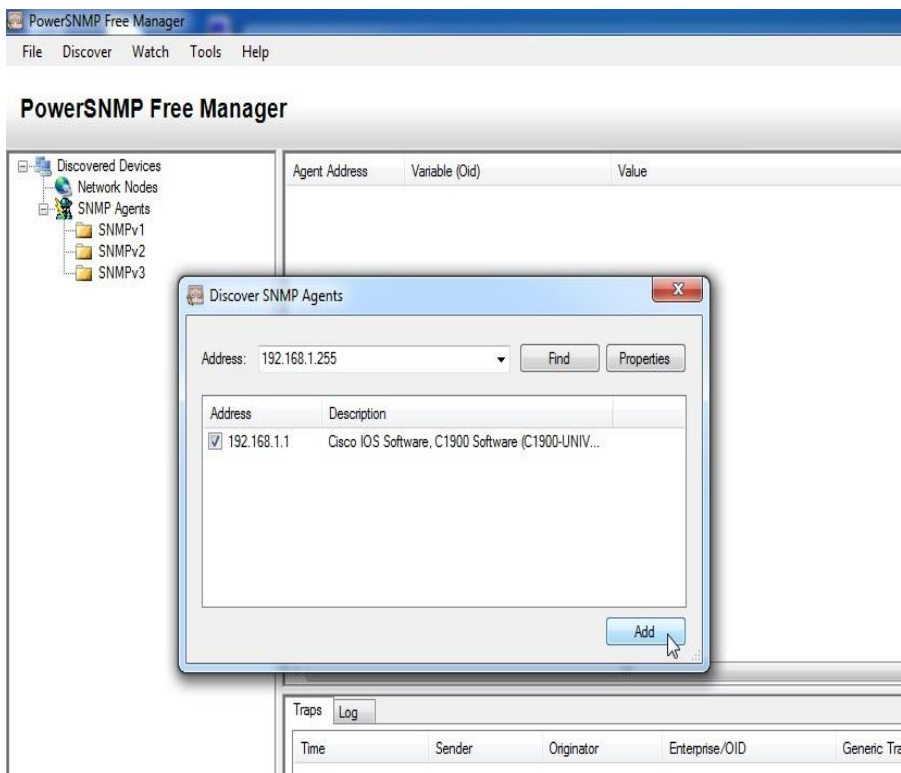 PowerSNMP Free Manager
File Discover Watch Tools Help
PowerSNMP Free Manager
Discovered Devices
Network Nodes
SNMP Agents
SNMPv1
SNMPv2
SNMPv3
Agent Address Variable (Oid) Value
Discover SNMP Agents
X
Address: 192.168.1.255 Find Properties
Address Description
192.168.1.1 Cisco IOS Software, C1900 Software (C1900-UNIV...
Add
Traps Log
Time Sender Originator Enterprise/OID Generic Tra